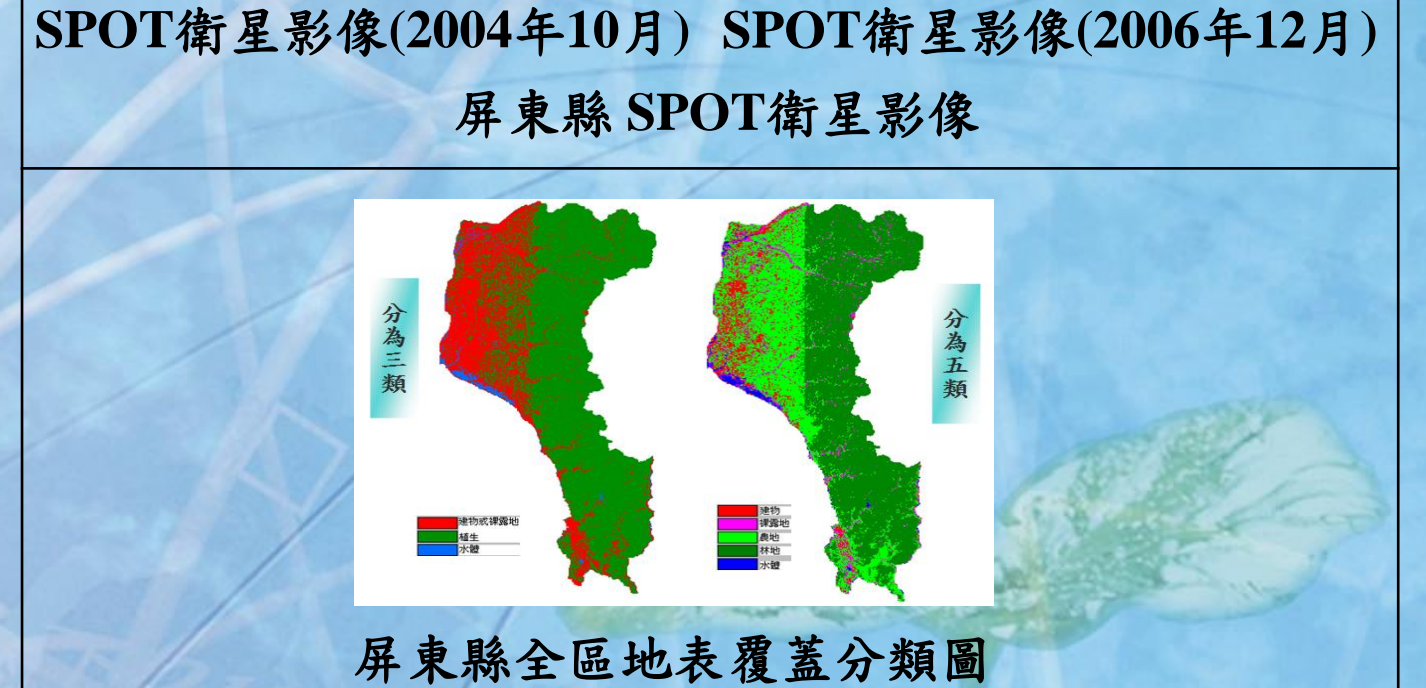 SPOT衛星影像(2004年10月) SPOT衛星影像(2006年12月)
屏東縣 SPOT衛星影像
分為三類
分為五類
建物或裸露地
植生
水體
建物
裸露地
農地
林地
水體
屏東縣全區地表覆蓋分類圖